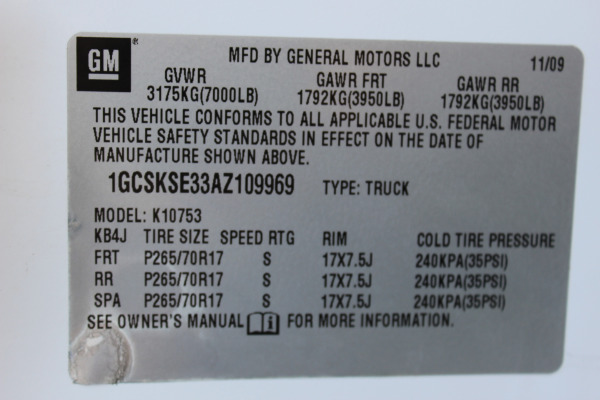 GM MFD BY GENERAL MOTORS LLC 11/09
GVWR GAWR FRT GAWR RR
3175KG(7000LB) 1792KG(3950LB) 1792KG(3950LB)
THIS VEHICLE CONFORMS TO ALL APPLICABLE U.S. FEDERAL MOTOR
VEHICLE SAFETY STANDARDS IN EFFECT ON THE DATE OF
MANUFACTURE SHOWN ABOVE.
1GCSKSE33AZ109969 TYPE: TRUCK
MODEL: K10753
KB4J TIRE SIZE SPEED RTG RIM COLD TIRE PRESSURE
FRT P265/70R17 S 17X7.5J 240KPA(35PSI)
RR P265/70R17 S 17X7.5J 240KPA(35PSI)
SPA P265/70R17 S 17X7.5J 240KPA(35PSI)
SEE OWNER'S MANUAL FOR MORE INFORMATION.